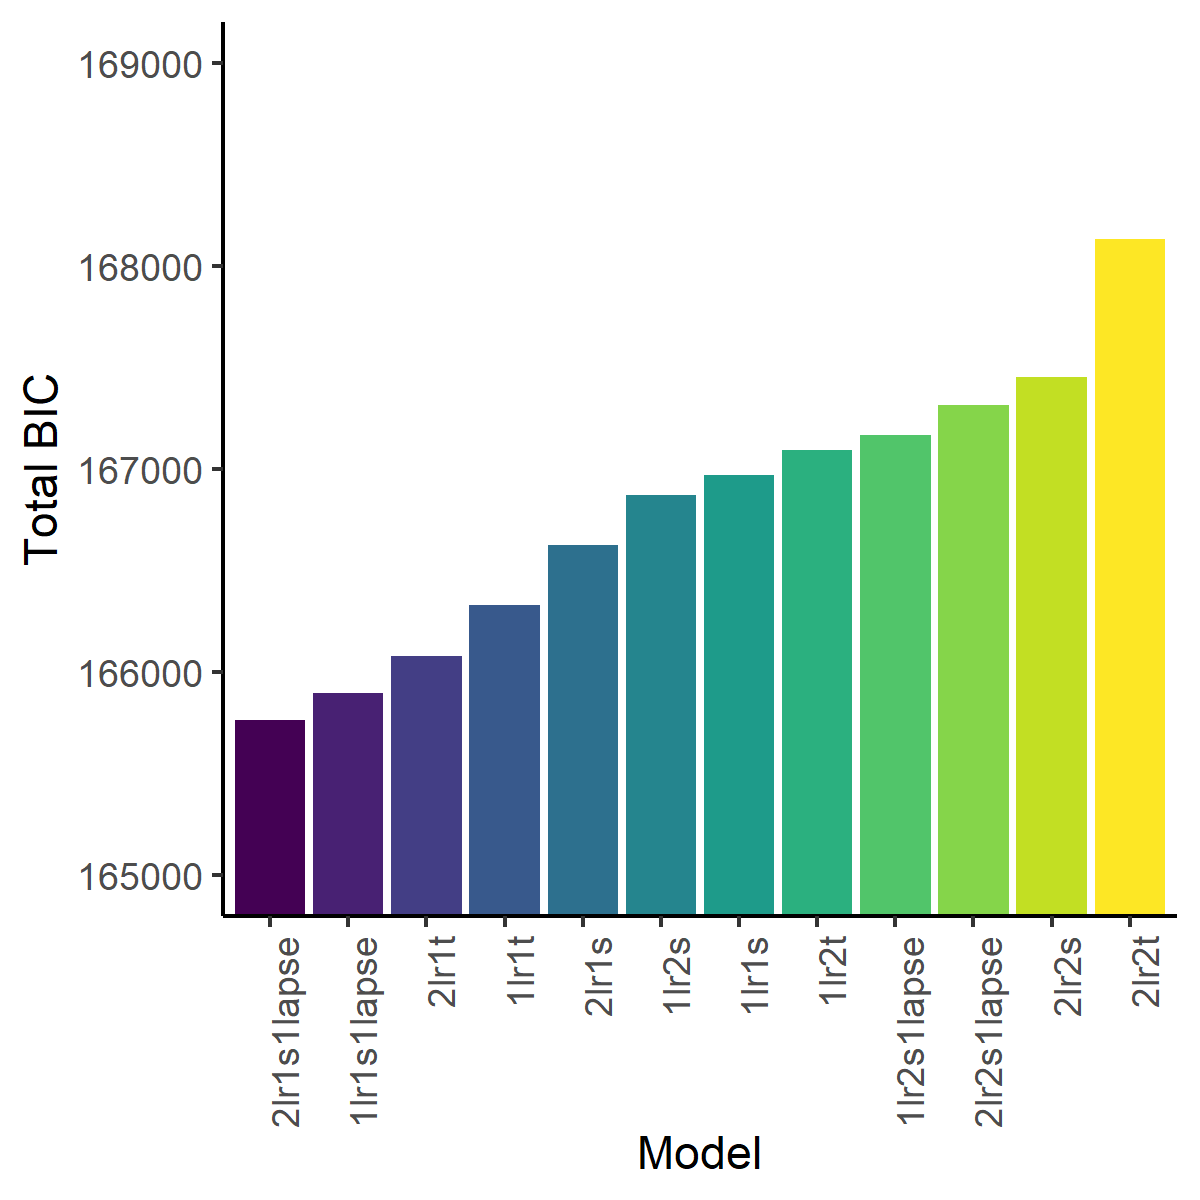 169000
168000
167000
166000
165000
Total BIC
2lr1s1lapse
1lr1s1lapse
2lr1t
1lr1t
2lr1s
1lr2s
1lr1s
1lr2t
1lr2s1lapse
2lr2s1lapse
2lr2s
2lr2t
Model